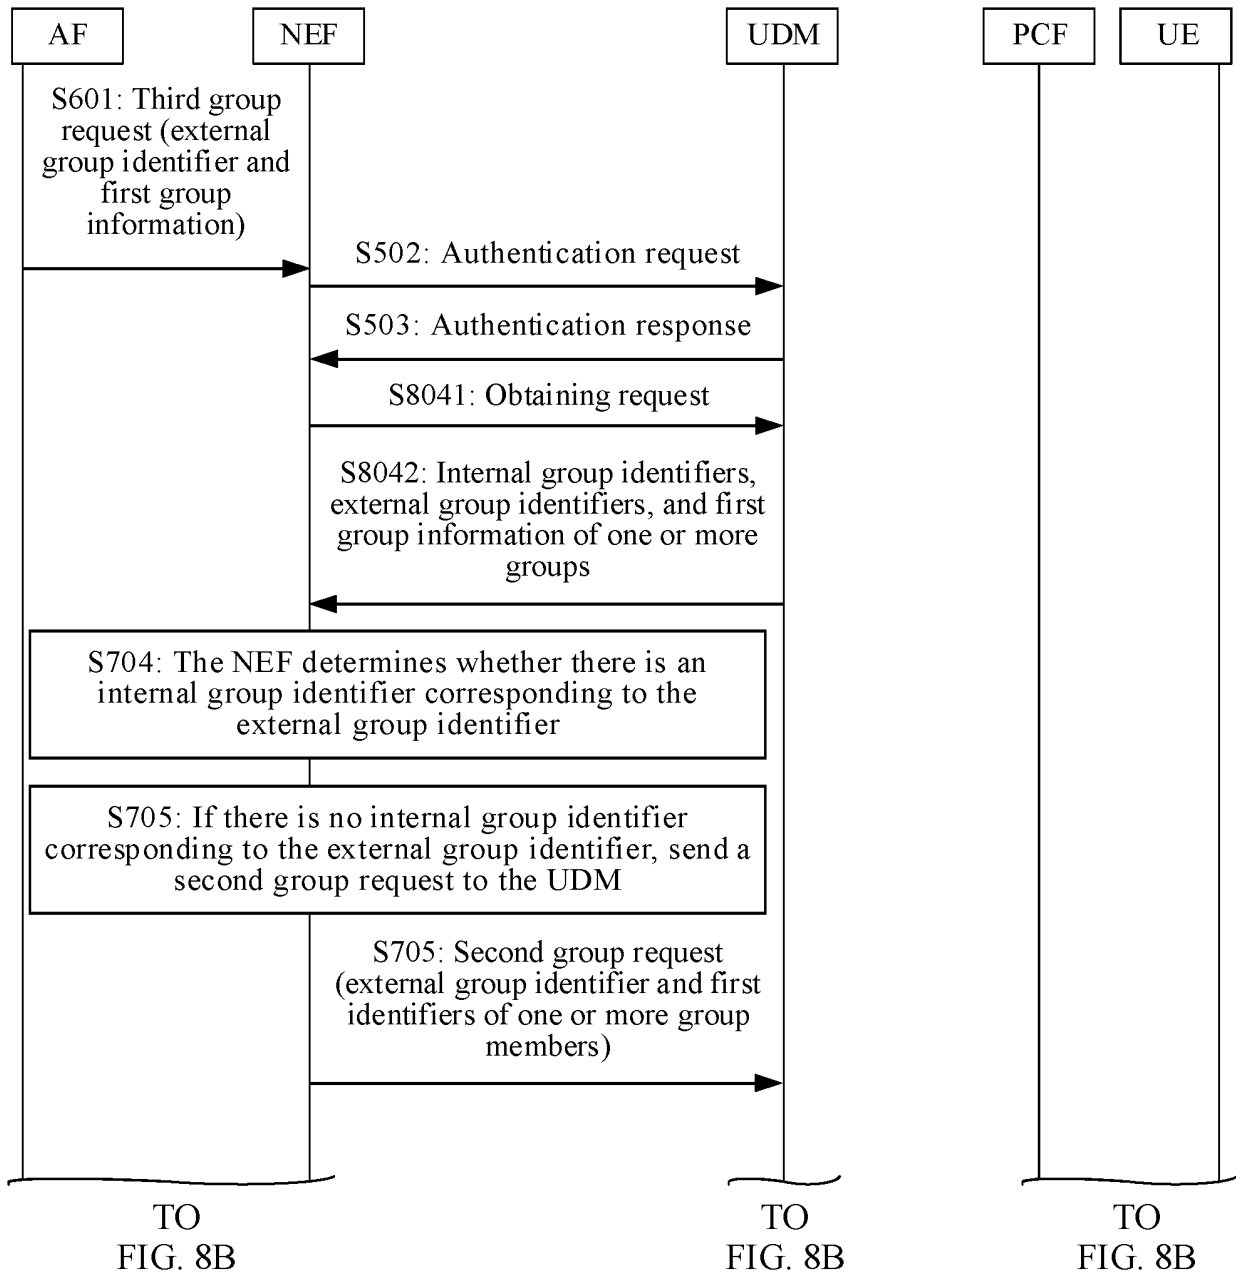 AF
NEF
UDM
PCF
UE
S601: Third group
request (external
group identifier and
first group
information)
S502: Authentication request
S503: Authentication response
S8041: Obtaining request
S8042: Internal group identifiers,
external group identifiers, and first
group information of one or more
groups
S704: The NEF determines whether there is an
internal group identifier corresponding to the
external group identifier
S705: If there is no internal group identifier
corresponding to the external group identifier, send a
second group request to the UDM
S705: Second group request
(external group identifier and first
identifiers of one or more group
members)
TO
FIG. 8B
TO
FIG. 8B
TO
FIG. 8B